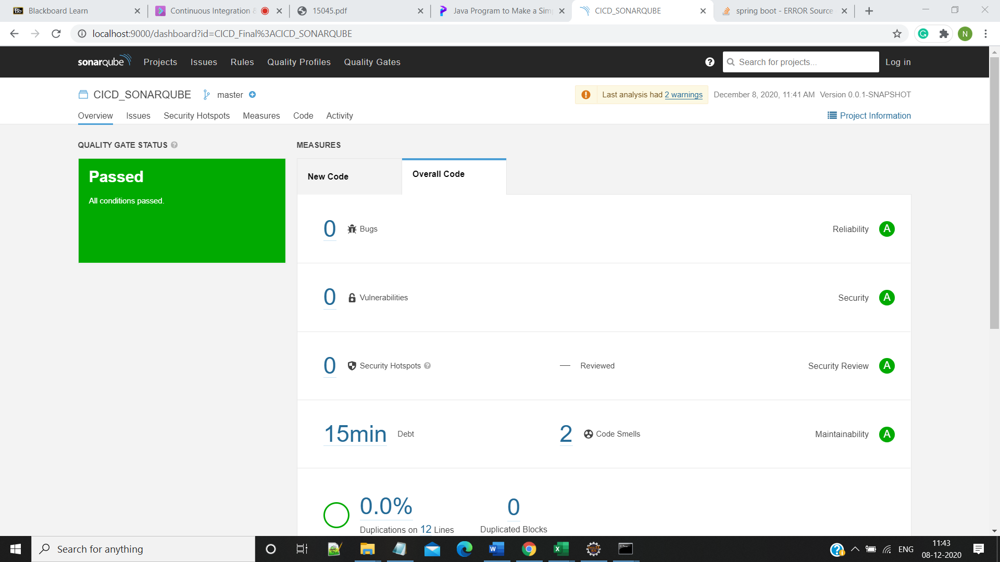 Blackboard Learn
Continuous Integration &
15045.pdf
Java Program to Make a Sim
CICD_SONARQUBE
spring boot - ERROR Source
localhost:9000/dashboard?id=CICD_Final%3ACICD_SONARQUBE
N
sonarqube Projects Issues Rules Quality Profiles Quality Gates
Search for projects...
Log in
CICD_SONARQUBE master
Last analysis had 2 warnings December 8, 2020, 11:41 AM Version 0.0.1-SNAPSHOT
Overview Issues Security Hotspots Measures Code Activity
Project Information
QUALITY GATE STATUS
MEASURES
Passed
All conditions passed.
New Code
Overall Code
0 Bugs
Reliability A
0 Vulnerabilities
Security A
0 Security Hotspots
— Reviewed
Security Review A
15min Debt
2 Code Smells
Maintainability A
0.0%
Duplications on 12 Lines
0
Duplicated Blocks
Search for anything
ENG
11:43
08-12-2020